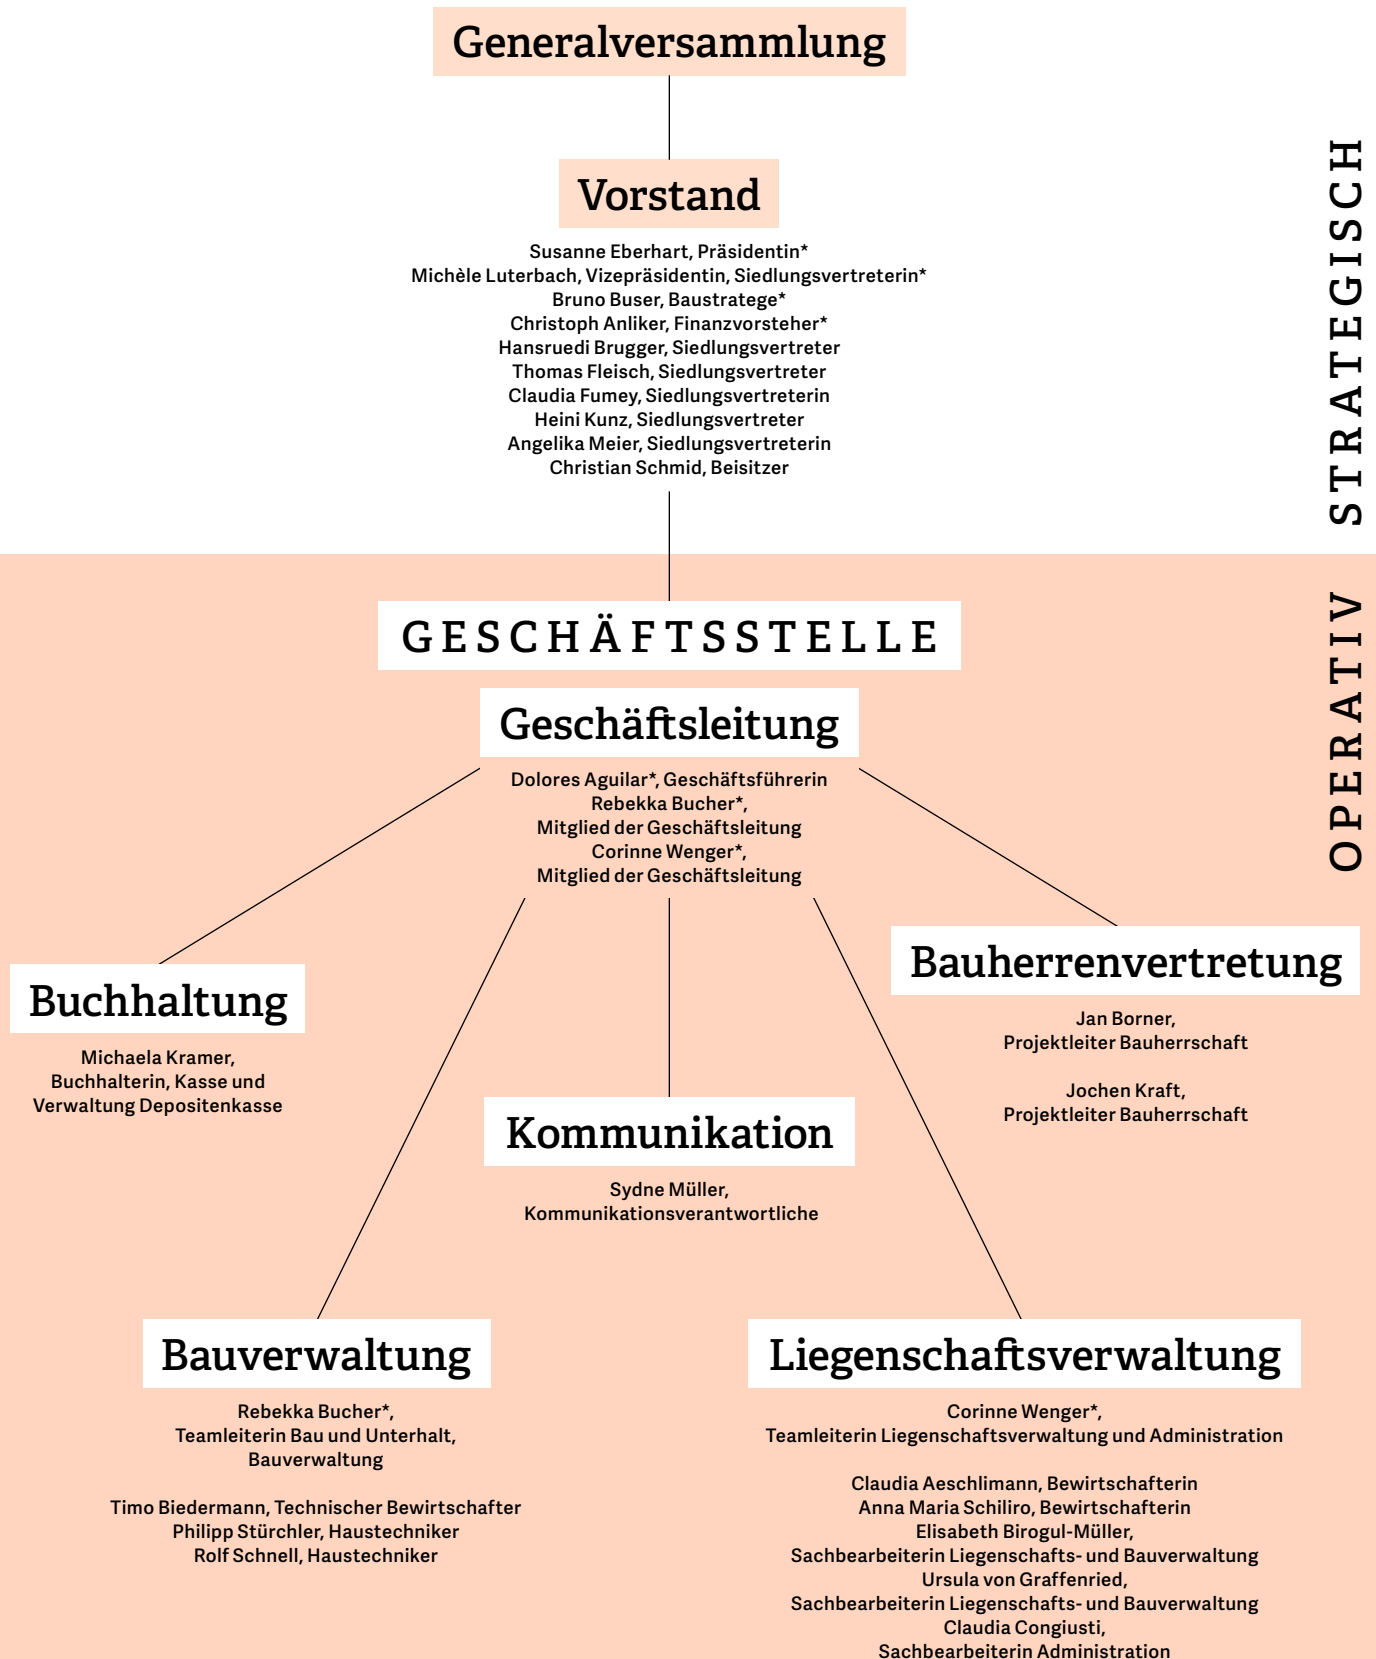 Generalversammlung
Vorstand
Susanne Eberhart, Präsidentin*
Michèle Luterbach, Vizepräsidentin, Siedlungsvertreterin*
Bruno Buser, Baustratege*
Christoph Anliker, Finanzvorsteher*
Hansruedi Brugger, Siedlungsvertreter
Thomas Fleisch, Siedlungsvertreter
Claudia Fumey, Siedlungsvertreterin
Heini Kunz, Siedlungsvertreter
Angelika Meier, Siedlungsvertreterin
Christian Schmid, Beisitzer
STRATEGISCH
OPERATIV
GESCHÄFTSSTELLE
Geschäftsleitung
Dolores Aguilar*, Geschäftsführerin
Rebekka Bucher*,
Mitglied der Geschäftsleitung
Corinne Wenger*,
Mitglied der Geschäftsleitung
Buchhaltung
Michaela Kramer,
Buchhalterin, Kasse und
Verwaltung Depositenkasse
Bauherrenvertretung
Jan Borner,
Projektleiter Bauherrschaft
Jochen Kraft,
Projektleiter Bauherrschaft
Kommunikation
Sydne Müller,
Kommunikationsverantwortliche
Bauverwaltung
Rebekka Bucher*,
Teamleiterin Bau und Unterhalt,
Bauverwaltung
Timo Biedermann, Technischer Bewirtschafter
Philipp Stürchler, Haustechniker
Rolf Schnell, Haustechniker
Liegenschaftsverwaltung
Corinne Wenger*,
Teamleiterin Liegenschaftsverwaltung und Administration
Claudia Aeschlimann, Bewirtschafterin
Anna Maria Schiliro, Bewirtschafterin
Elisabeth Birogul-Müller,
Sachbearbeiterin Liegenschafts- und Bauverwaltung
Ursula von Graffenried,
Sachbearbeiterin Liegenschafts- und Bauverwaltung
Claudia Congiusti,
Sachbearbeiterin Administration